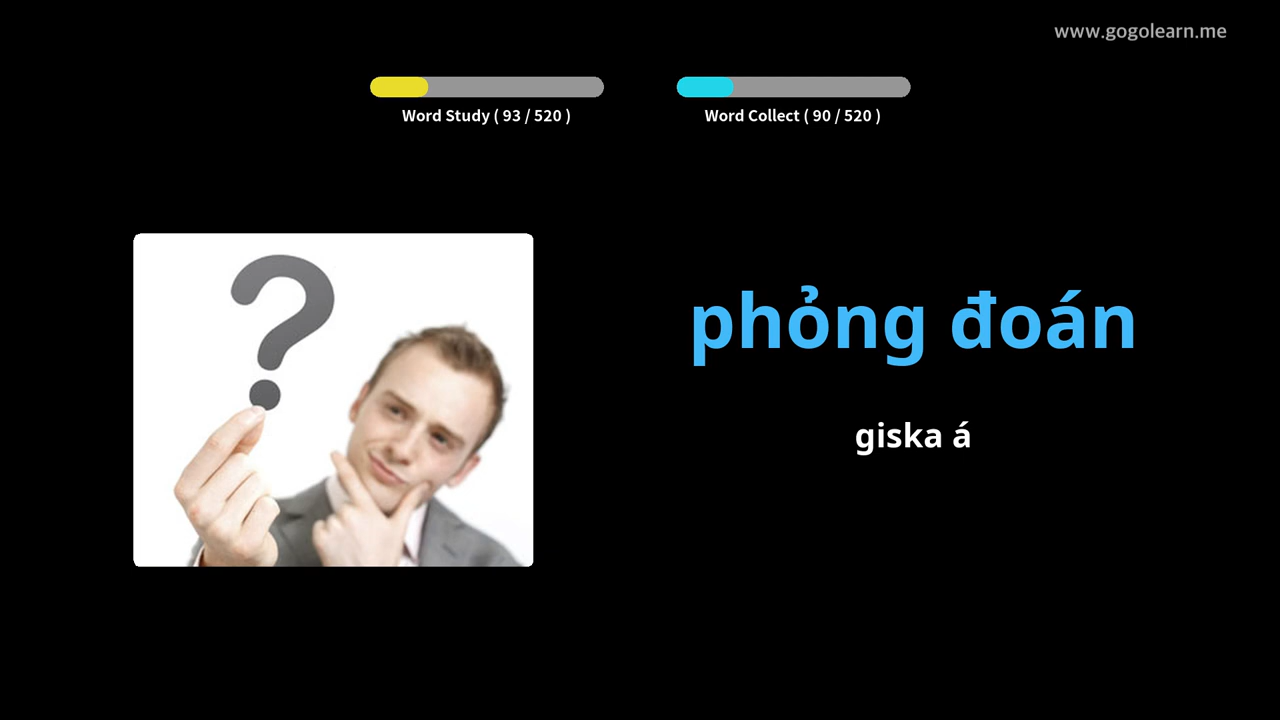 www.gogolearn.me
Word Study ( 93 / 520 )
Word Collect ( 90 / 520 )
phỏng đoán
giska á